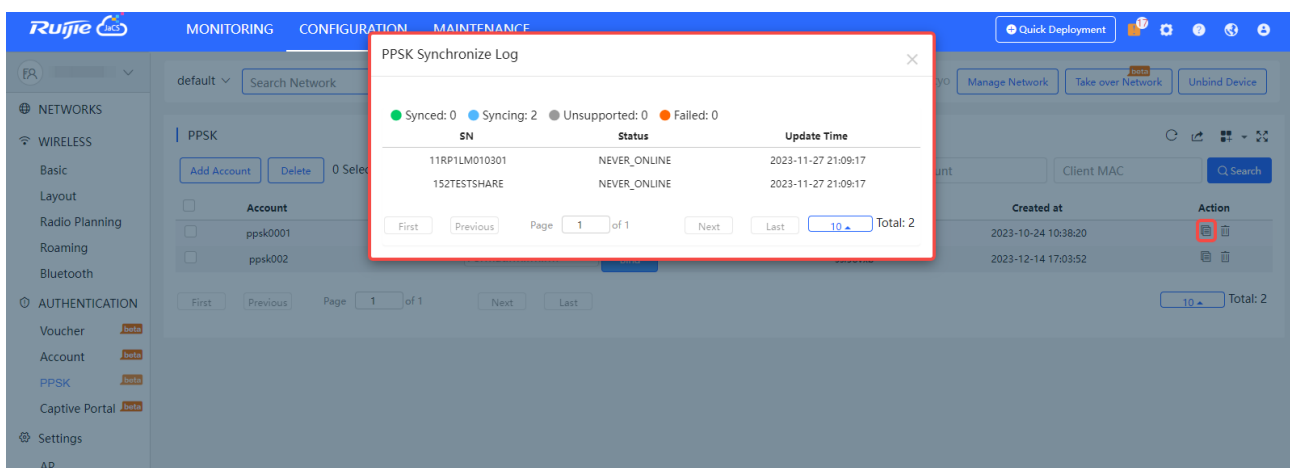 Ruijie JaCS MONITORING CONFIGURATION MAINTENANCE Quick Deployment 17
default Search Network Manage Network Take over Network beta Unbind Device
NETWORKS
WIRELESS
Basic
Layout
Radio Planning
Roaming
Bluetooth
AUTHENTICATION
Voucher beta
Account beta
PPSK beta
Captive Portal beta
Settings
AP
PPSK
Add Account Delete 0 Client MAC Search
Account Created at Action
ppsk0001 2023-10-24 10:38:20
ppsk002 2023-12-14 17:03:52
First Previous Page 1 of 1 Next Last 10 Total: 2
PPSK Synchronize Log
Synced: 0 Syncing: 2 Unsupported: 0 Failed: 0
SN Status Update Time
11RP1LM010301 NEVER_ONLINE 2023-11-27 21:09:17
152TESTSHARE NEVER_ONLINE 2023-11-27 21:09:17
First Previous Page 1 of 1 Next Last 10 Total: 2